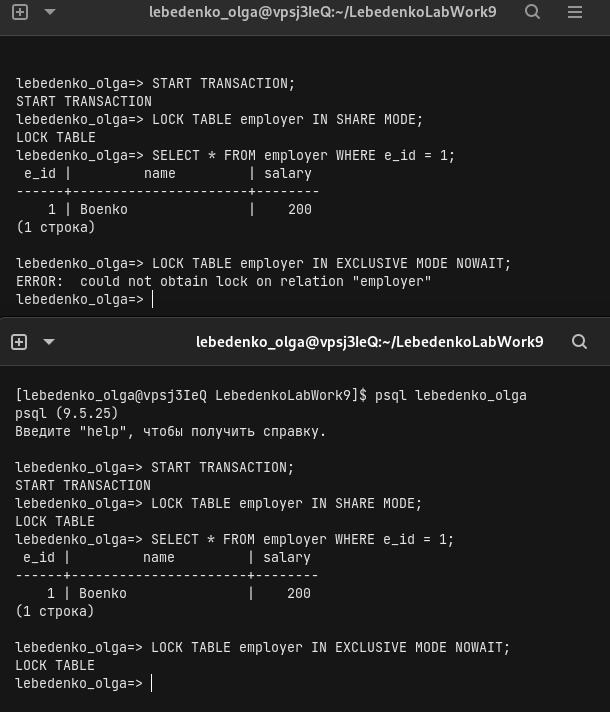 lebedenko_olga@vpsj3IeQ:~/LebedenkoLabWork9
lebedenko_olga=> START TRANSACTION;
START TRANSACTION
lebedenko_olga=> LOCK TABLE employer IN SHARE MODE;
LOCK TABLE
lebedenko_olga=> SELECT * FROM employer WHERE e_id = 1;
 e_id |         name         | salary
------+----------------------+--------
    1 | Boenko               |    200
(1 строка)
lebedenko_olga=> LOCK TABLE employer IN EXCLUSIVE MODE NOWAIT;
ERROR:  could not obtain lock on relation "employer"
lebedenko_olga=>
lebedenko_olga@vpsj3IeQ:~/LebedenkoLabWork9
[lebedenko_olga@vpsj3IeQ LebedenkoLabWork9]$ psql lebedenko_olga
psql (9.5.25)
Введите "help", чтобы получить справку.
lebedenko_olga=> START TRANSACTION;
START TRANSACTION
lebedenko_olga=> LOCK TABLE employer IN SHARE MODE;
LOCK TABLE
lebedenko_olga=> SELECT * FROM employer WHERE e_id = 1;
 e_id |         name         | salary
------+----------------------+--------
    1 | Boenko               |    200
(1 строка)
lebedenko_olga=> LOCK TABLE employer IN EXCLUSIVE MODE NOWAIT;
LOCK TABLE
lebedenko_olga=>